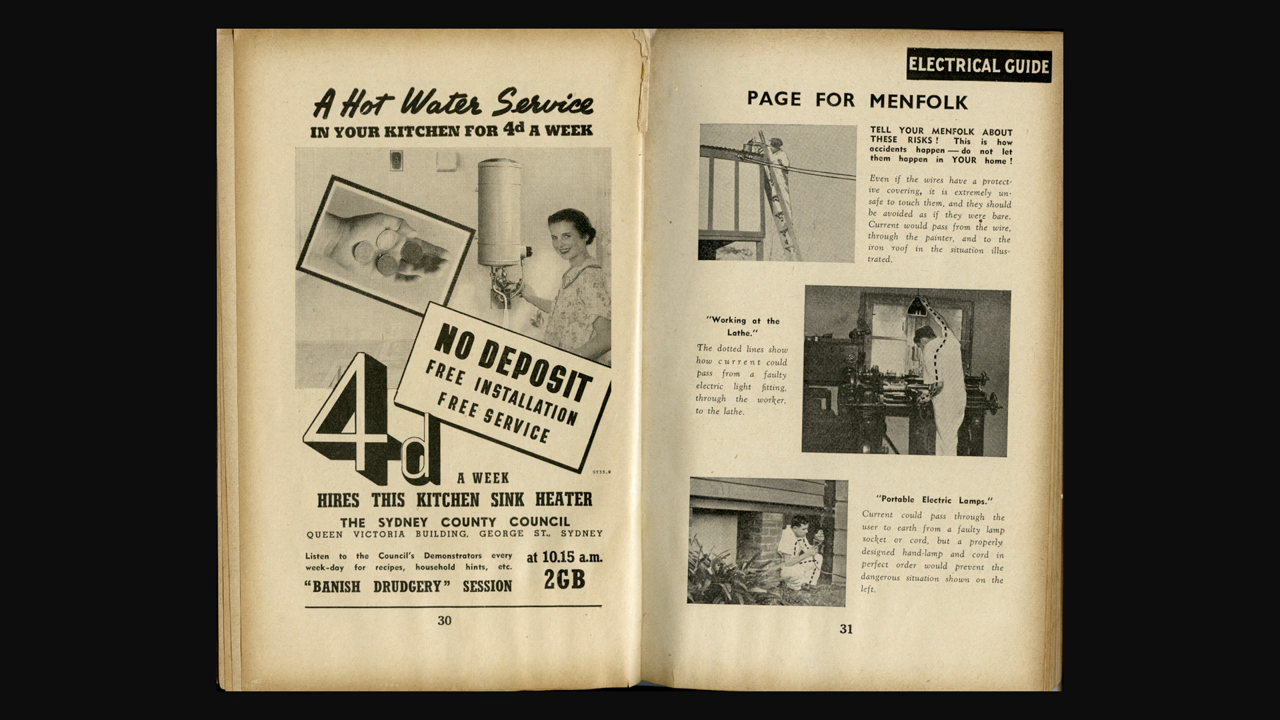 A Hot Water Service
IN YOUR KITCHEN FOR 4d A WEEK
NO DEPOSIT
FREE INSTALLATION
FREE SERVICE
4d
A WEEK
HIRES THIS KITCHEN SINK HEATER
THE SYDNEY COUNTY COUNCIL
QUEEN VICTORIA BUILDING, GEORGE ST., SYDNEY
Listen to the Council's Demonstrators every
week-day for recipes, household hints, etc.
"BANISH DRUDGERY" SESSION
at 10.15 a.m.
2GB
30
ELECTRICAL GUIDE
PAGE FOR MENFOLK
TELL YOUR MENFOLK ABOUT
THESE RISKS! This is how
accidents happen — do not let
them happen in YOUR home!
Even if the wires have a protect-
ive covering, it is extremely un-
safe to touch them, and they should
be avoided as if they were bare.
Current would pass from the wire,
through the painter, and to the
iron roof in the situation illus-
trated.
"Working at the
Lathe."
The dotted lines show
how current could
pass from a faulty
electric light fitting,
through the worker,
to the lathe.
"Portable Electric Lamps."
Current could pass through the
user to earth from a faulty lamp
socket or cord, but a properly
designed hand-lamp and cord in
perfect order would prevent the
dangerous situation shown on the
left.
31